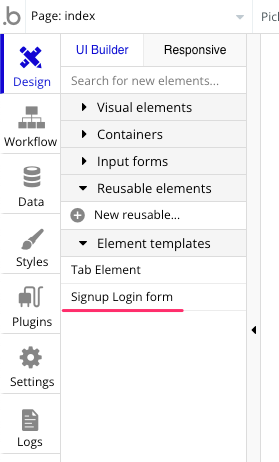 .b Page: index Pick
Design
Workflow
Data
Styles
Plugins
Settings
Logs
UI Builder Responsive
Search for new elements...
Visual elements
Containers
Input forms
Reusable elements
New reusable...
Element templates
Tab Element
Signup Login form